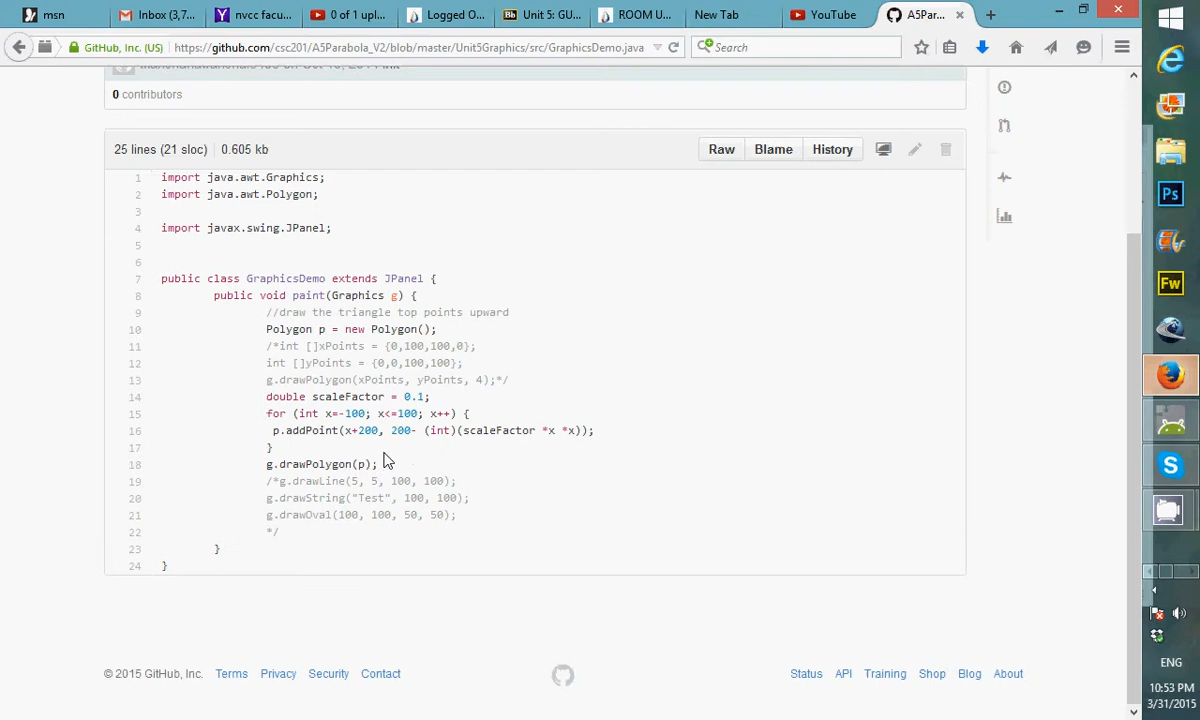 msn
Inbox (3,7...
nvcc facu...
0 of 1 upl...
Logged O...
Unit 5: GU...
ROOM U...
New Tab
YouTube
A5Par...
GitHub, Inc. (US)
https://github.com/csc201/A5Parabola_V2/blob/master/Unit5Graphics/src/GraphicsDemo.java
Search
0 contributors
25 lines (21 sloc)
0.605 kb
Raw
Blame
History
1 import java.awt.Graphics;
2 import java.awt.Polygon;
3
4 import javax.swing.JPanel;
5
6
7 public class GraphicsDemo extends JPanel {
8 public void paint(Graphics g) {
9 //draw the triangle top points upward
10 Polygon p = new Polygon();
11 /*int []xPoints = {0,100,100,0};
12 int []yPoints = {0,0,100,100};
13 g.drawPolygon(xPoints, yPoints, 4);*/
14 double scaleFactor = 0.1;
15 for (int x=-100; x<=100; x++) {
16 p.addPoint(x+200, 200- (int)(scaleFactor *x *x));
17 }
18 g.drawPolygon(p);
19 /*g.drawLine(5, 5, 100, 100);
20 g.drawString("Test", 100, 100);
21 g.drawOval(100, 100, 50, 50);
22 */
23 }
24 }
© 2015 GitHub, Inc.
Terms
Privacy
Security
Contact
Status
API
Training
Shop
Blog
About
Ps
Fw
ENG
10:53 PM
3/31/2015